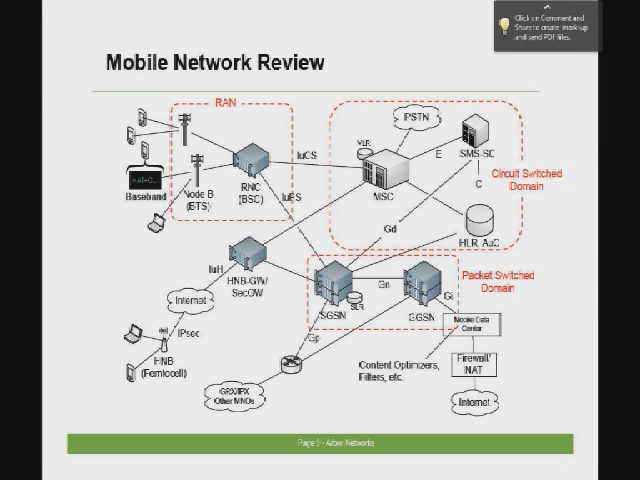 Click on Comment and
Share to create, mark-up
and send PDF files.
Mobile Network Review
RAN
IPSTN
VLR
SMS-SC
IuCS
E
MSC
C
Circuit Switched
Domain
RNC
(BSC)
Baseband
Node B
(BTS)
IuPS
Gd
HLR, AuC
IuH
HNB-GW/
SecGW
Packet Switched
Domain
Gn
Gi
Internet
SGSN
SLR
GGSN
Mobile Data
Center
IPsec
Gp
HNB
(Femtocell)
Content Optimizers,
Filters, etc.
Firewall/
NAT
GRX/IPX
Other MNOs
Internet
Page 9 - Arbor Networks